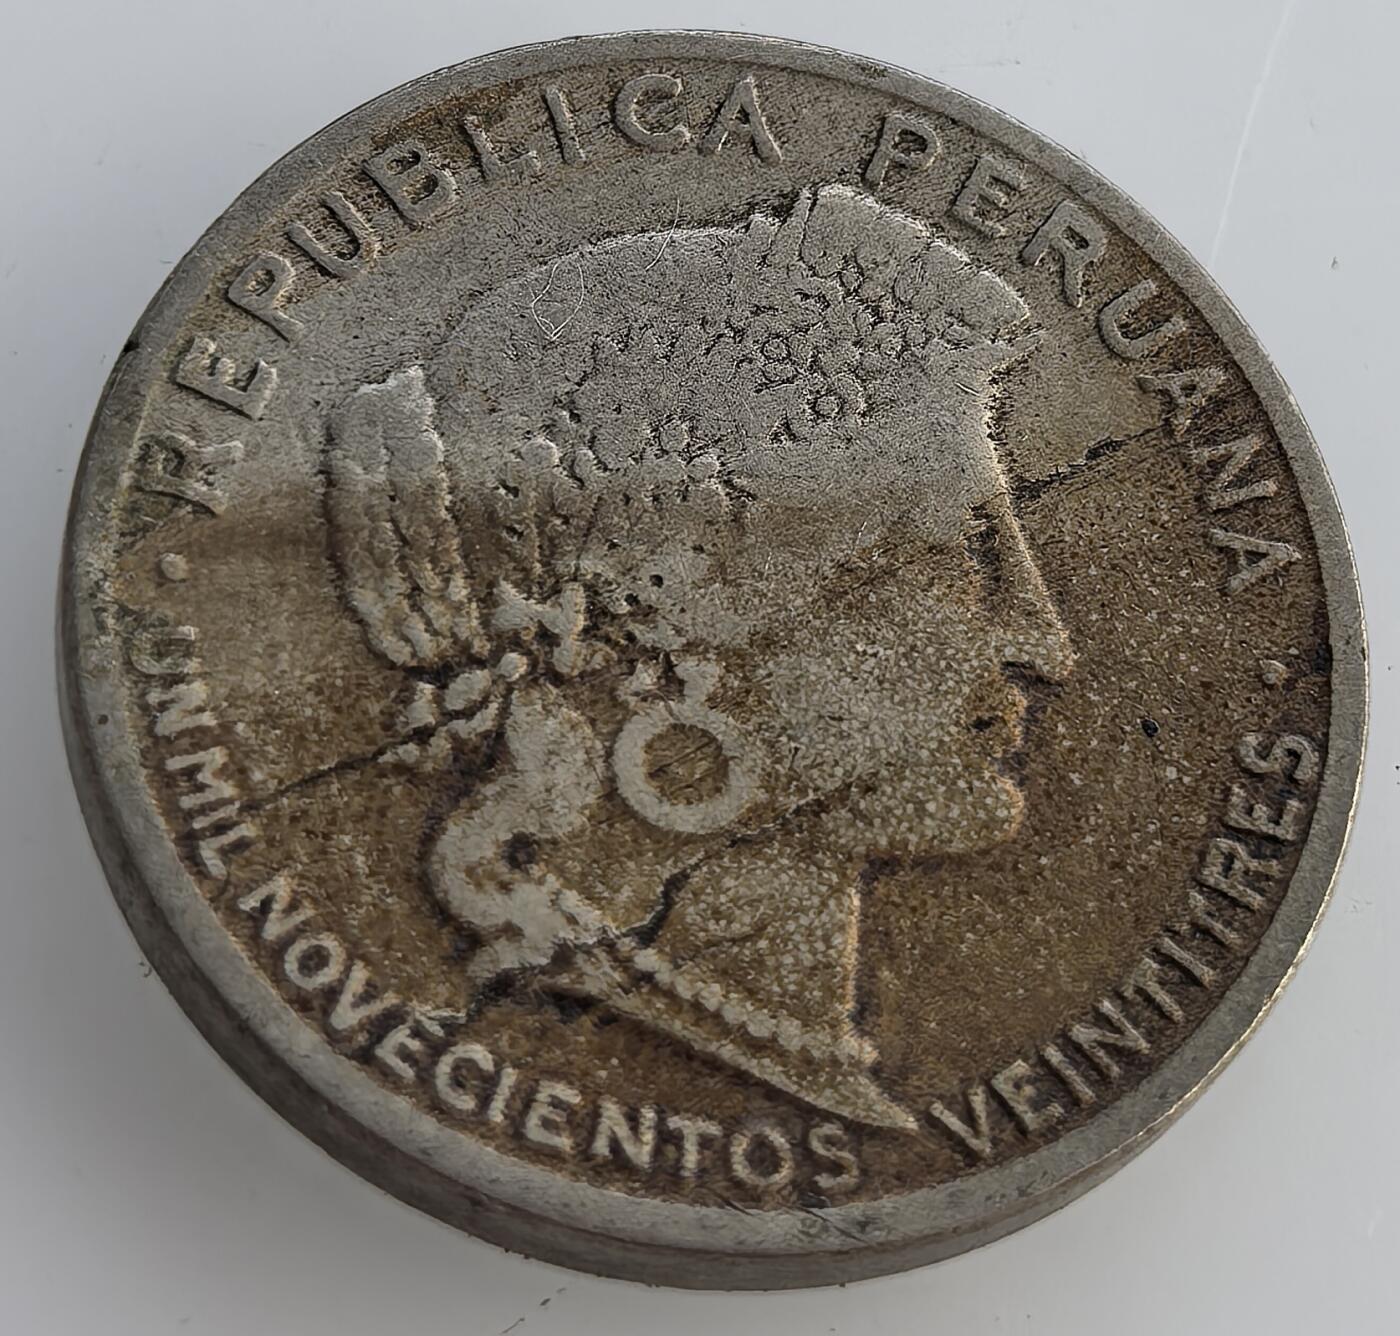 REPUBLICA PERUANA
UN MIL NOVECIENTOS VEINTITRES